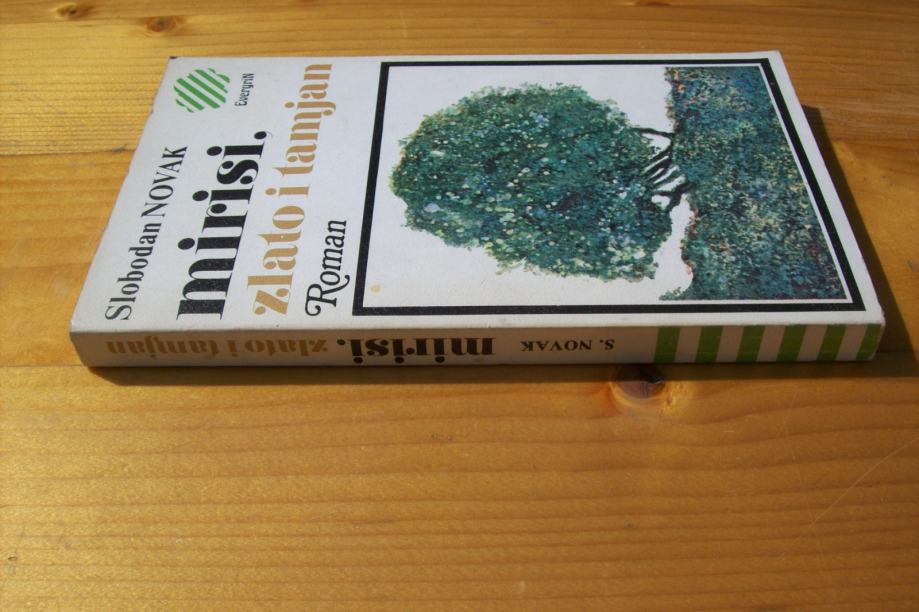 Slobodan NOVAK
mirisi,
zlato i tamjan
Roman
EvergriN
S. NOVAK
mirisi, zlato i tamjan